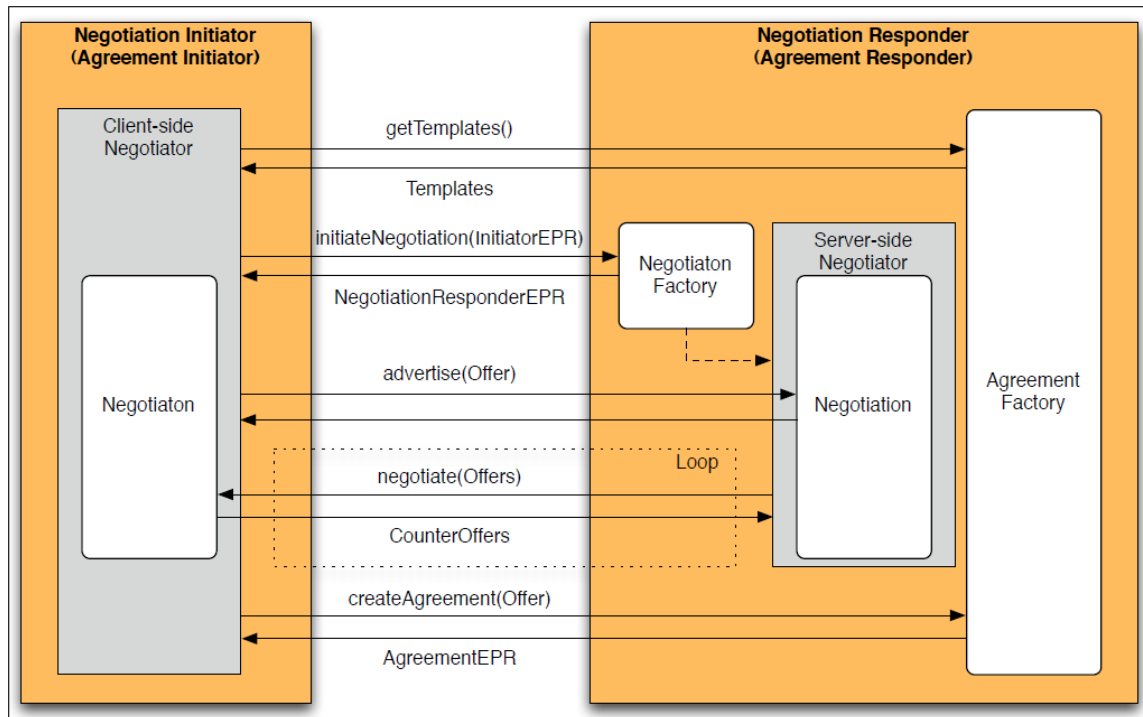 Negotiation Initiator
(Agreement Initiator)
Negotiation Responder
(Agreement Responder)
Client-side
Negotiator
getTemplates()
Templates
initiateNegotiation(InitiatorEPR)
NegotiationResponderEPR
Negotiaton
Factory
Server-side
Negotiator
advertise(Offer)
Negotiaton
Negotiation
Agreement
Factory
Loop
negotiate(Offers)
CounterOffers
createAgreement(Offer)
AgreementEPR